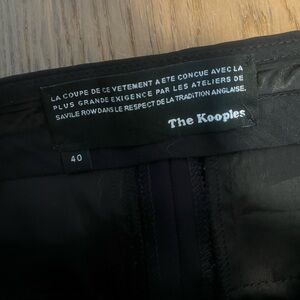 LA COUPE DE CE VETEMENT A ETE CONCUE AVEC LA
PLUS GRANDE EXIGENCE PAR LES ATELIERS DE
SAVILE ROW DANS LE RESPECT DE LA TRADITION ANGLAISE.
The Kooples
40